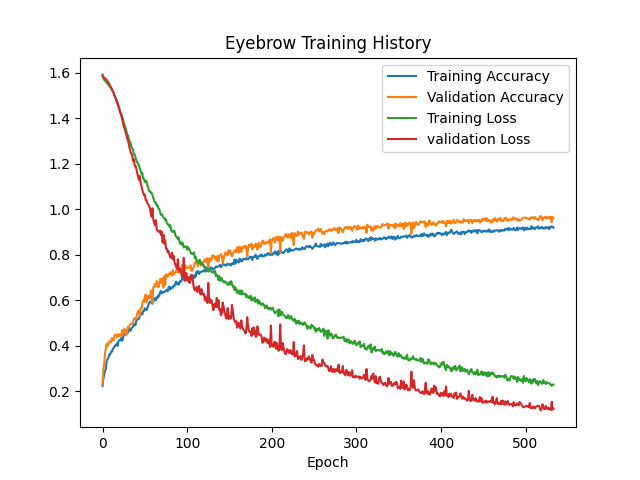 Eyebrow Training History
Training Accuracy
Validation Accuracy
Training Loss
validation Loss
1.6
1.4
1.2
1.0
0.8
0.6
0.4
0.2
0 100 200 300 400 500
Epoch